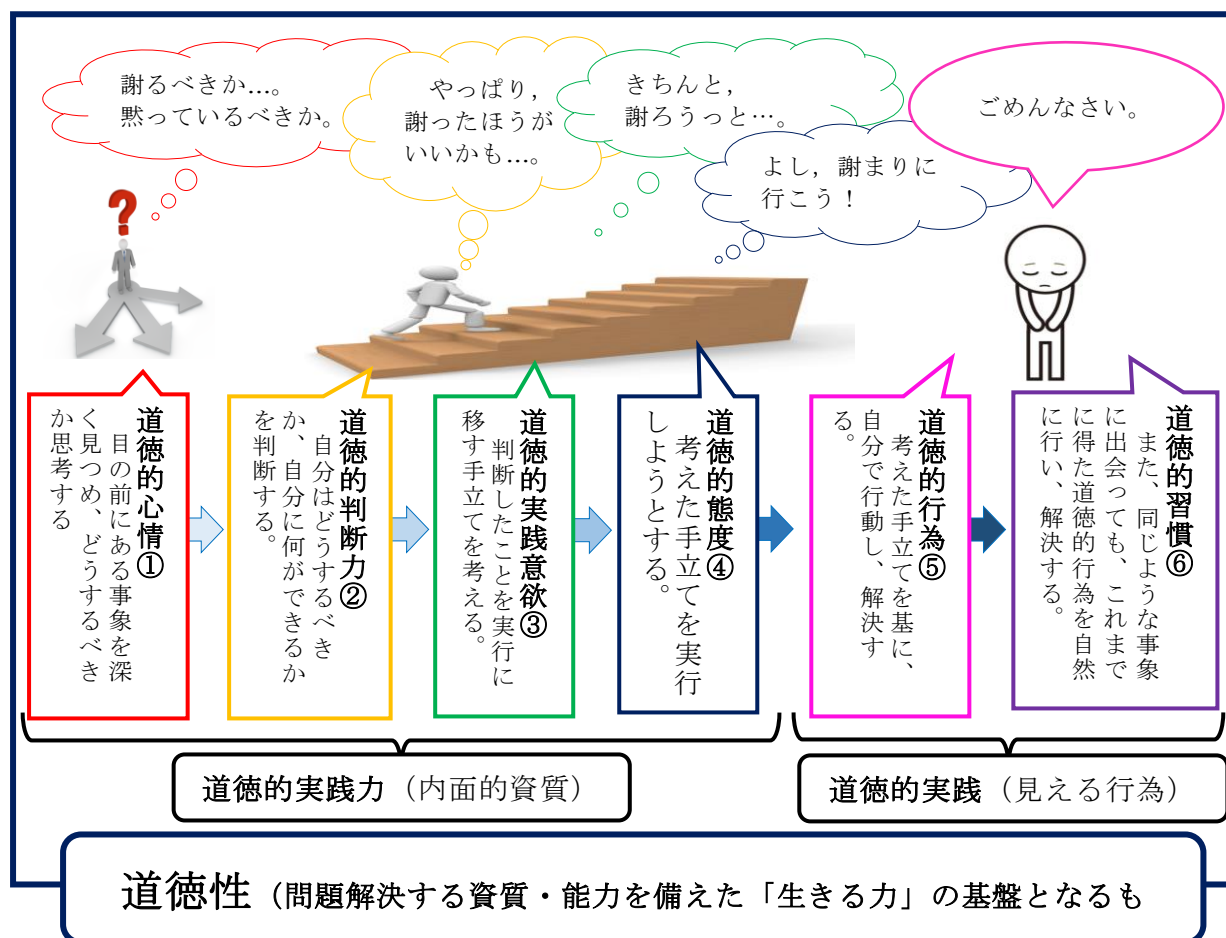 謝るべきか…。
黙っているべきか。
やっぱり，
謝ったほうが
いいかも…。
きちんと，
謝ろうっと…。
よし，謝まりに
行こう！
ごめんなさい。
?
道徳的心情①
目の前にある事象を深
く見つめ、どうするべき
か思考する
道徳的判断力②
自分はどうするべき
か、自分に何ができるか
を判断する。
道徳的実践意欲③
判断したことを実行に
移す手立てを考える。
道徳的態度④
考えた手立てを実行
しようとする。
道徳的行為⑤
考えた手立てを基に、
自分で行動し、解決す
る。
道徳的習慣⑥
また、同じような事象
に出会っても、これまで
に得た道徳的行為を自然
に行い、解決する。
道徳的実践力（内面的資質）
道徳的実践（見える行為）
道徳性（問題解決する資質・能力を備えた「生きる力」の基盤となるも